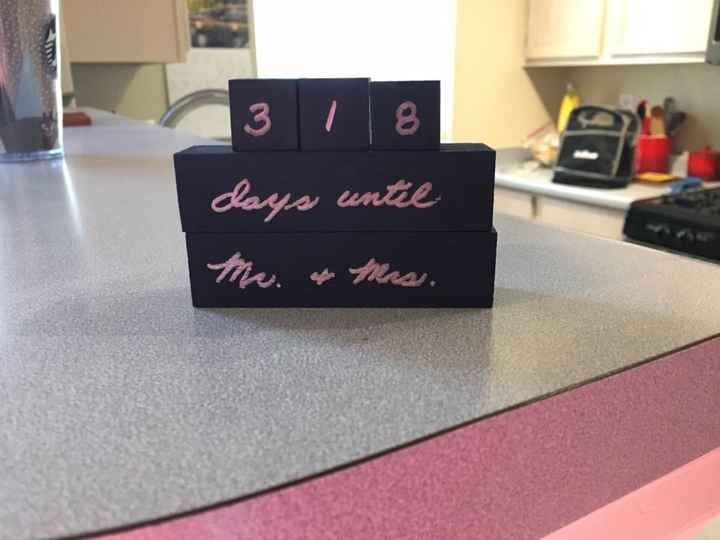 3 1 8
days until
Mr. + Mrs.